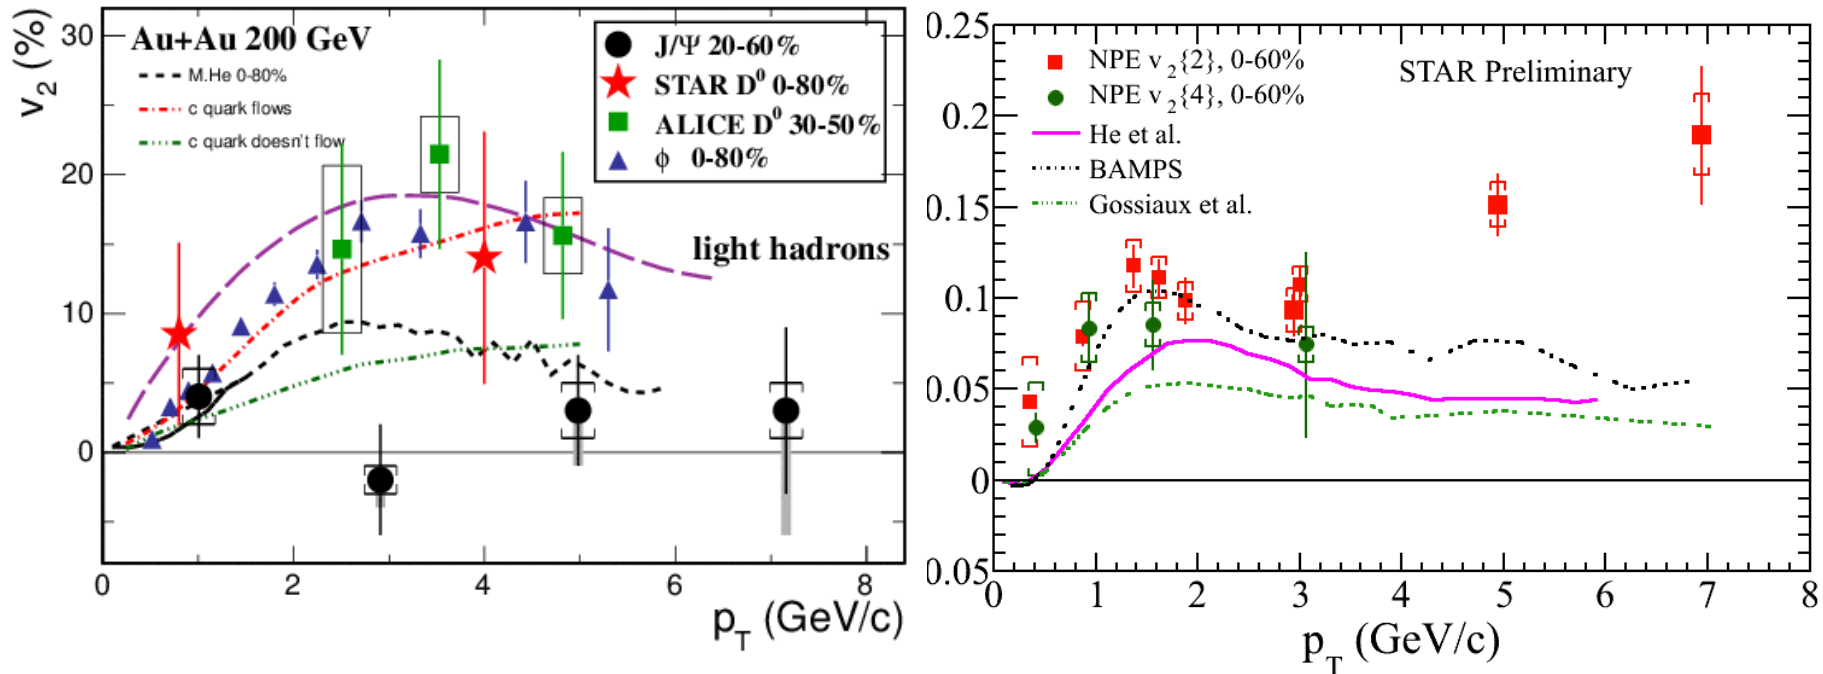 Au+Au 200 GeV
M.He 0-80%
c quark flows
c quark doesn't flow
J/Ψ 20-60%
STAR D⁰ 0-80%
ALICE D⁰ 30-50%
ϕ 0-80%
light hadrons
v₂ (%)
30
20
10
0
0 2 4 6 8
p_T (GeV/c)
NPE v₂{2}, 0-60%
NPE v₂{4}, 0-60%
He et al.
BAMPS
Gossiaux et al.
STAR Preliminary
0.25
0.2
0.15
0.1
0.05
0
0.05
0 1 2 3 4 5 6 7 8
p_T (GeV/c)